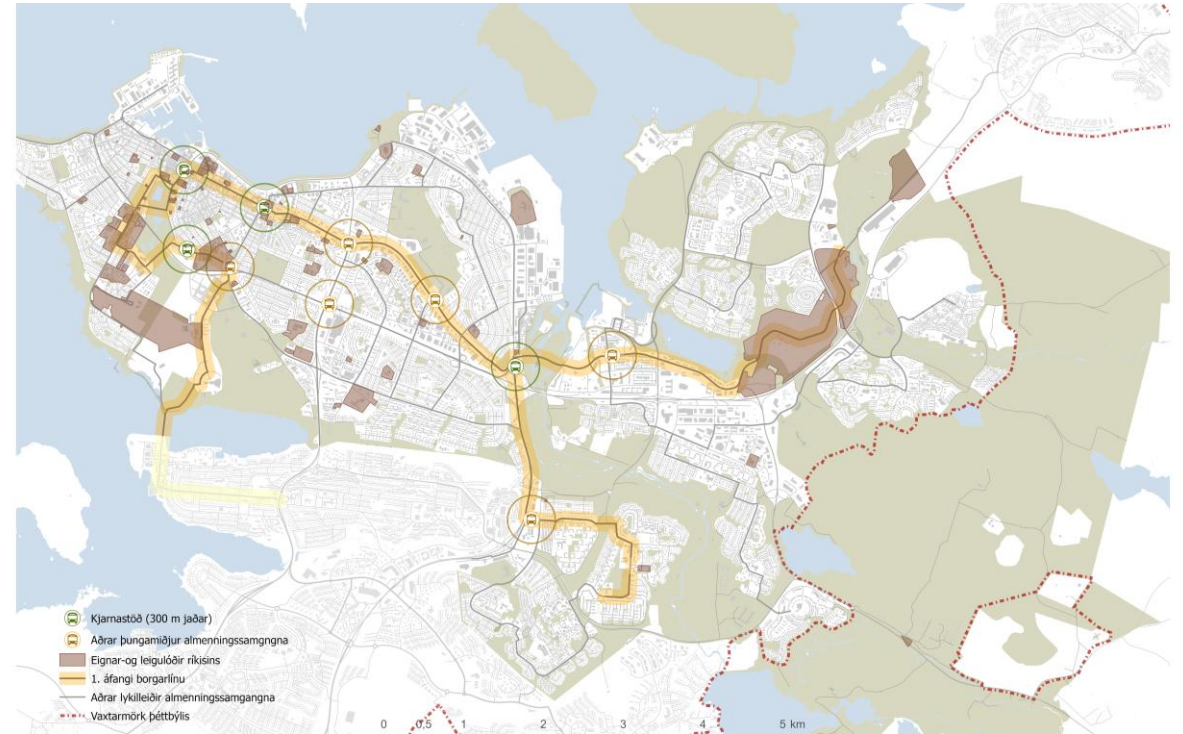 Kjarnastöð (300 m jaðar)
Aðrar þungamiðjur almenningssamgngna
Eignar-og leigulóðir ríkisins
1. áfangi borgarlínu
Aðrar lykilleiðir almenningssamgangna
Vaxtarmörk þéttbýlis
0 0,5 1 2 3 4 5 km